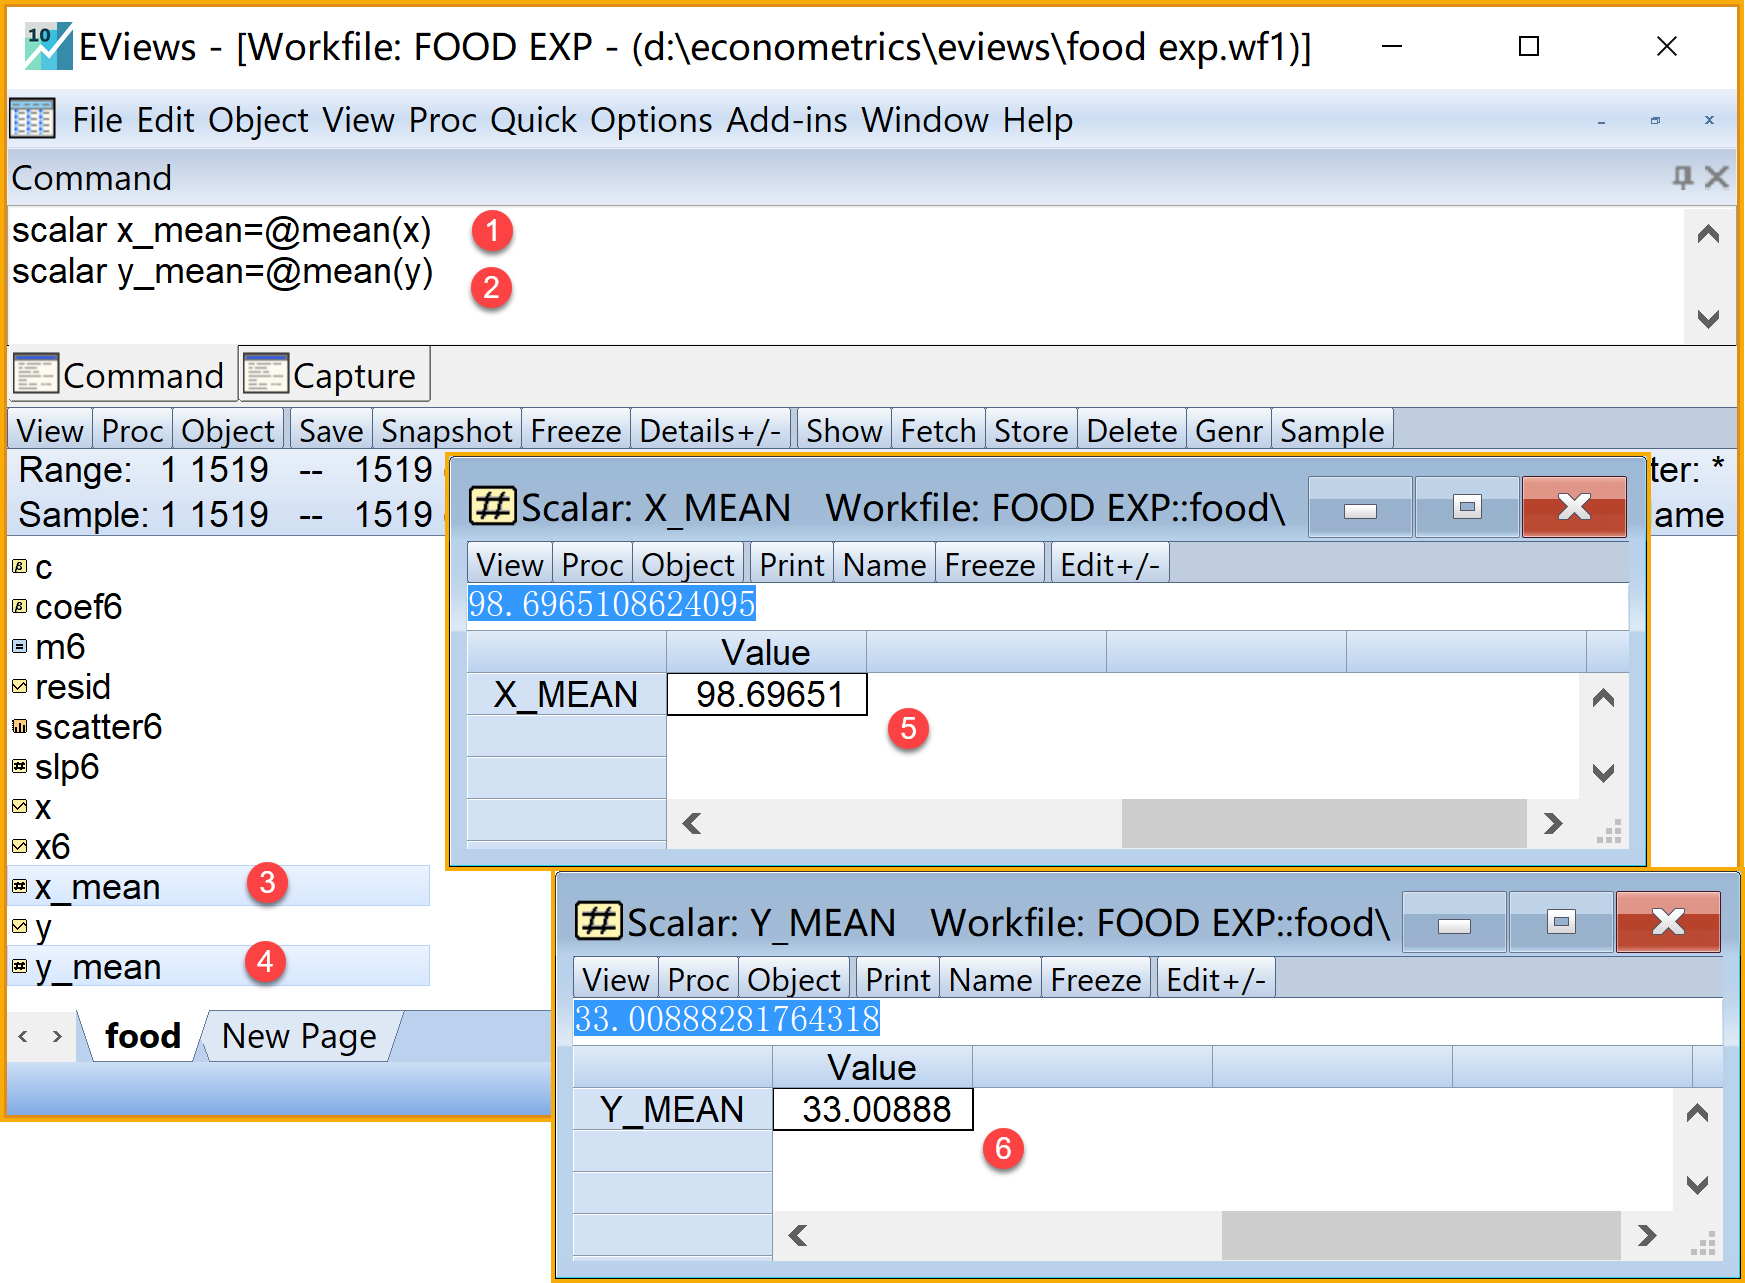 10 EViews - [Workfile: FOOD EXP - (d:\econometrics\eviews\food exp.wf1)]
File Edit Object View Proc Quick Options Add-ins Window Help
Command
scalar x_mean=@mean(x) 1
scalar y_mean=@mean(y) 2
Command Capture
View Proc Object Save Snapshot Freeze Details+/- Show Fetch Store Delete Genr Sample
Range: 1 1519 -- 1519 ter: *
Sample: 1 1519 -- 1519 ame
c
coef6
m6
resid
scatter6
slp6
x
x6
x_mean 3
y
y_mean 4
food New Page
Scalar: X_MEAN Workfile: FOOD EXP::food\
View Proc Object Print Name Freeze Edit+/-
98.6965108624095
Value
X_MEAN 98.69651
5
Scalar: Y_MEAN Workfile: FOOD EXP::food\
View Proc Object Print Name Freeze Edit+/-
33.00888281764318
Value
Y_MEAN 33.00888
6